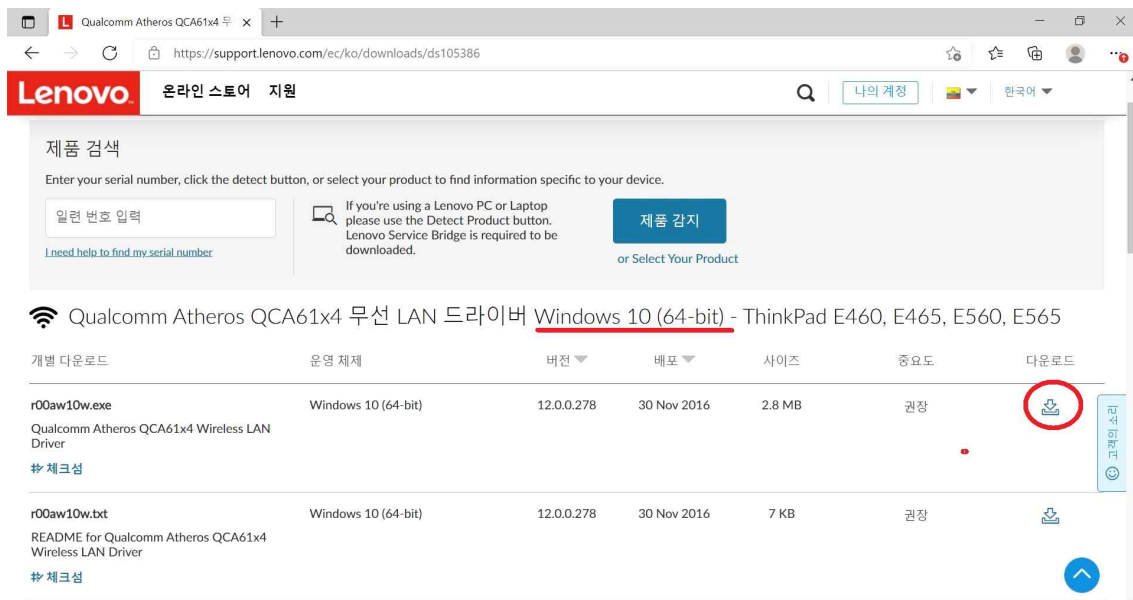 Qualcomm Atheros QCA61x4 무
https://support.lenovo.com/ec/ko/downloads/ds105386
Lenovo
온라인 스토어 지원
나의 계정
한국어
제품 검색
Enter your serial number, click the detect button, or select your product to find information specific to your device.
일련 번호 입력
I need help to find my serial number
If you're using a Lenovo PC or Laptop
please use the Detect Product button.
Lenovo Service Bridge is required to be
downloaded.
제품 감지
or Select Your Product
Qualcomm Atheros QCA61x4 무선 LAN 드라이버 Windows 10 (64-bit) - ThinkPad E460, E465, E560, E565
개별 다운로드 운영 체제 버전 배포 사이즈 중요도 다운로드
r00aw10w.exe Windows 10 (64-bit) 12.0.0.278 30 Nov 2016 2.8 MB 권장
Qualcomm Atheros QCA61x4 Wireless LAN
Driver
체크섬
고객의 소리
r00aw10w.txt Windows 10 (64-bit) 12.0.0.278 30 Nov 2016 7 KB 권장
README for Qualcomm Atheros QCA61x4
Wireless LAN Driver
체크섬